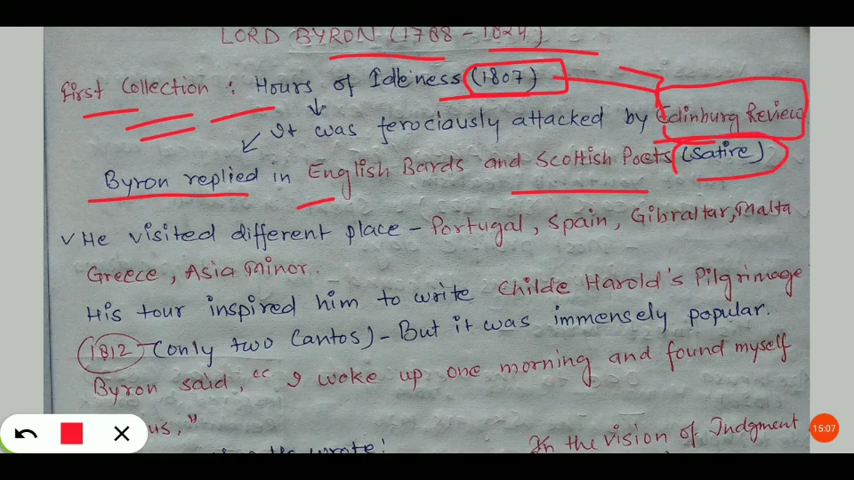 LORD BYRON (1788 - 1824)
First Collection : Hours of Idleness (1807)
It was ferociously attacked by Edinburg Review
Byron replied in English Bards and Scottish Poets (Satire)
✓ He visited different place - Portugal, Spain, Gibraltar, Malta
Greece, Asia Minor.
His tour inspired him to write Childe Harold's Pilgrimage
1812 (only two Cantos) - But it was immensely popular.
Byron said, "I woke up one morning and found myself
us,"
wrote:
In the vision of Judgment
15:07